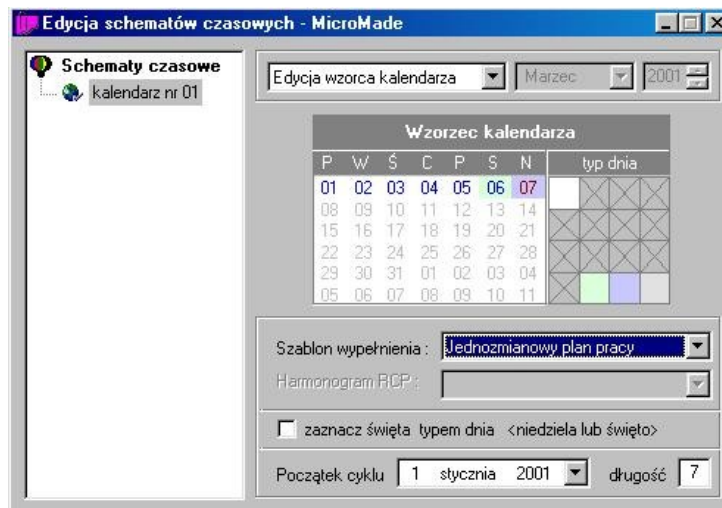 Edycja schematów czasowych - MicroMade
Schematy czasowe
kalendarz nr 01
Edycja wzorca kalendarza
Marzec
2001
Wzorzec kalendarza
P W Ś C P S N typ dnia
01 02 03 04 05 06 07
08 09 10 11 12 13 14
15 16 17 18 19 20 21
22 23 24 25 26 27 28
29 30 31 01 02 03 04
05 06 07 08 09 10 11
Szablon wypełnienia : Jednozmianowy plan pracy
Harmonogram RCP :
zaznacz święta typem dnia <niedziela lub święto>
Początek cyklu 1 stycznia 2001 długość 7